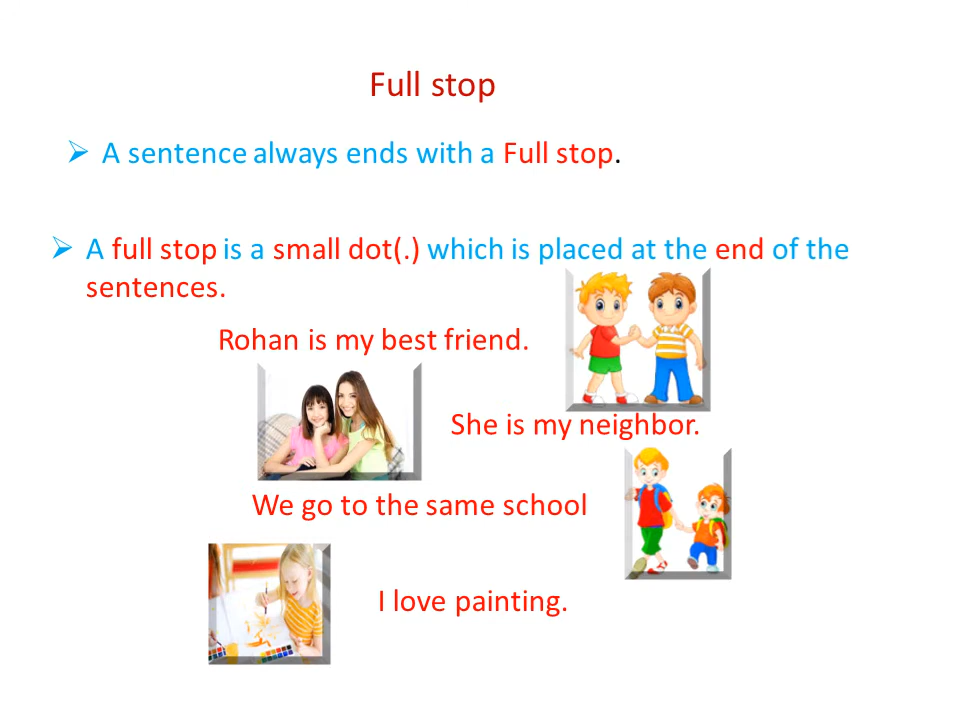 Full stop
A sentence always ends with a Full stop.
A full stop is a small dot(.) which is placed at the end of the
sentences.
Rohan is my best friend.
She is my neighbor.
We go to the same school
I love painting.